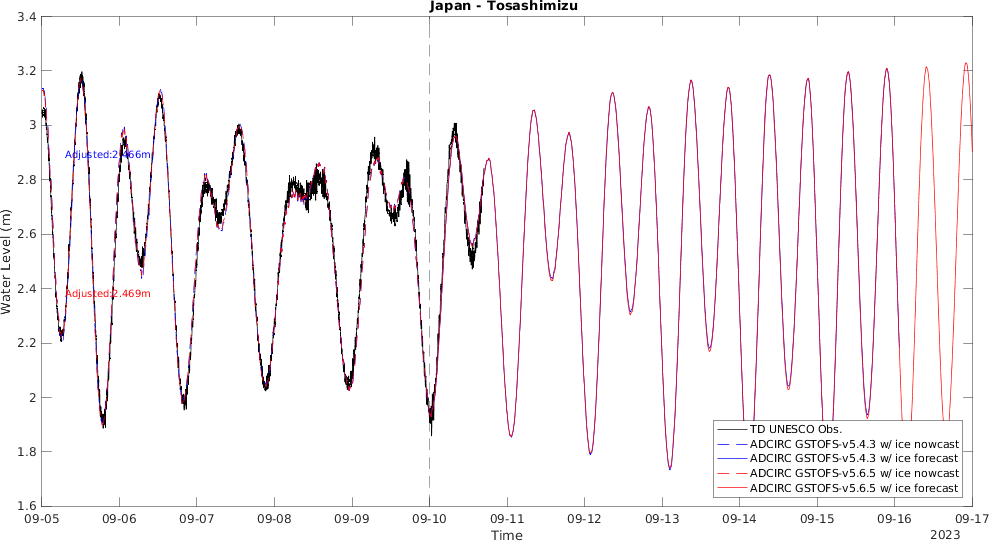 Japan - Tosashimizu
Water Level (m)
3.4
3.2
3
2.8
2.6
2.4
2.2
2
1.8
1.6
Adjusted:2.466m
Adjusted:2.469m
TD UNESCO Obs.
ADCIRC GSTOFS-v5.4.3 w/ ice nowcast
ADCIRC GSTOFS-v5.4.3 w/ ice forecast
ADCIRC GSTOFS-v5.6.5 w/ ice nowcast
ADCIRC GSTOFS-v5.6.5 w/ ice forecast
09-05 09-06 09-07 09-08 09-09 09-10 09-11 09-12 09-13 09-14 09-15 09-16 09-17
Time
2023